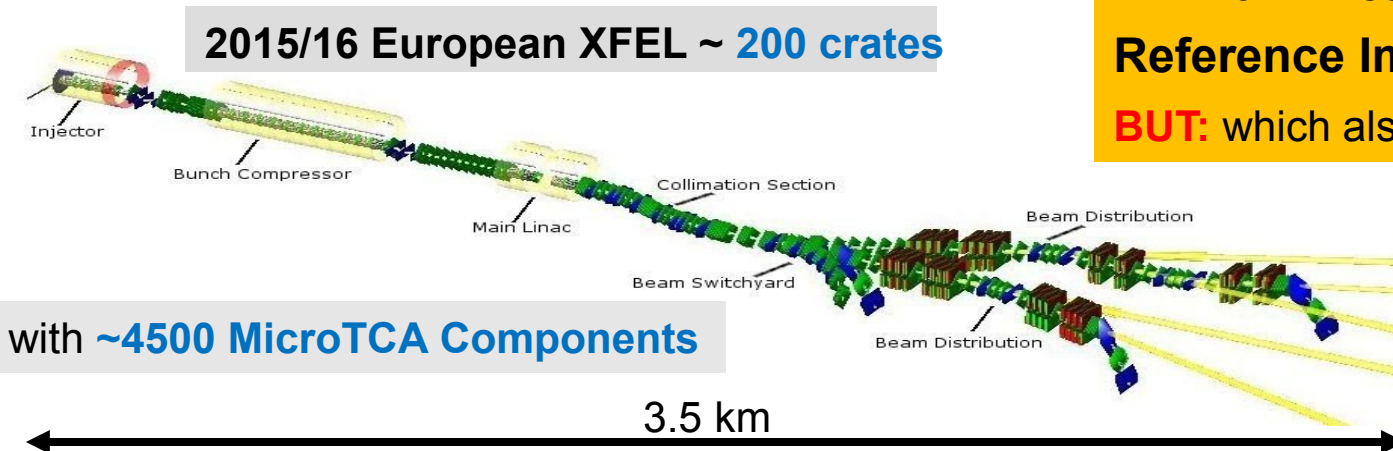 2015/16 European XFEL ~ 200 crates
Reference In
BUT: which als
Injector
Bunch Compressor
Collimation Section
Main Linac
Beam Distribution
Beam Switchyard
with ~4500 MicroTCA Components
Beam Distribution
3.5 km